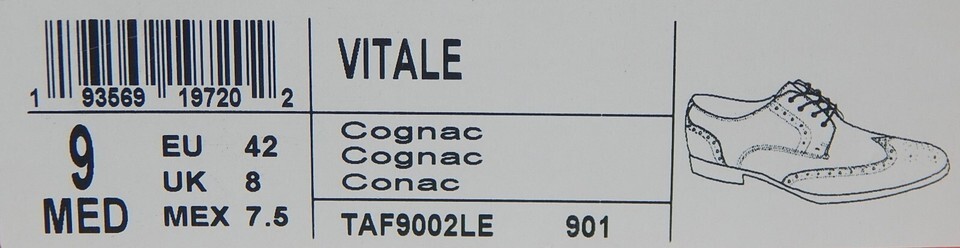 1 93569 19720 2
VITALE
9
MED
EU 42
UK 8
MEX 7.5
Cognac
Cognac
Conac
TAF9002LE 901